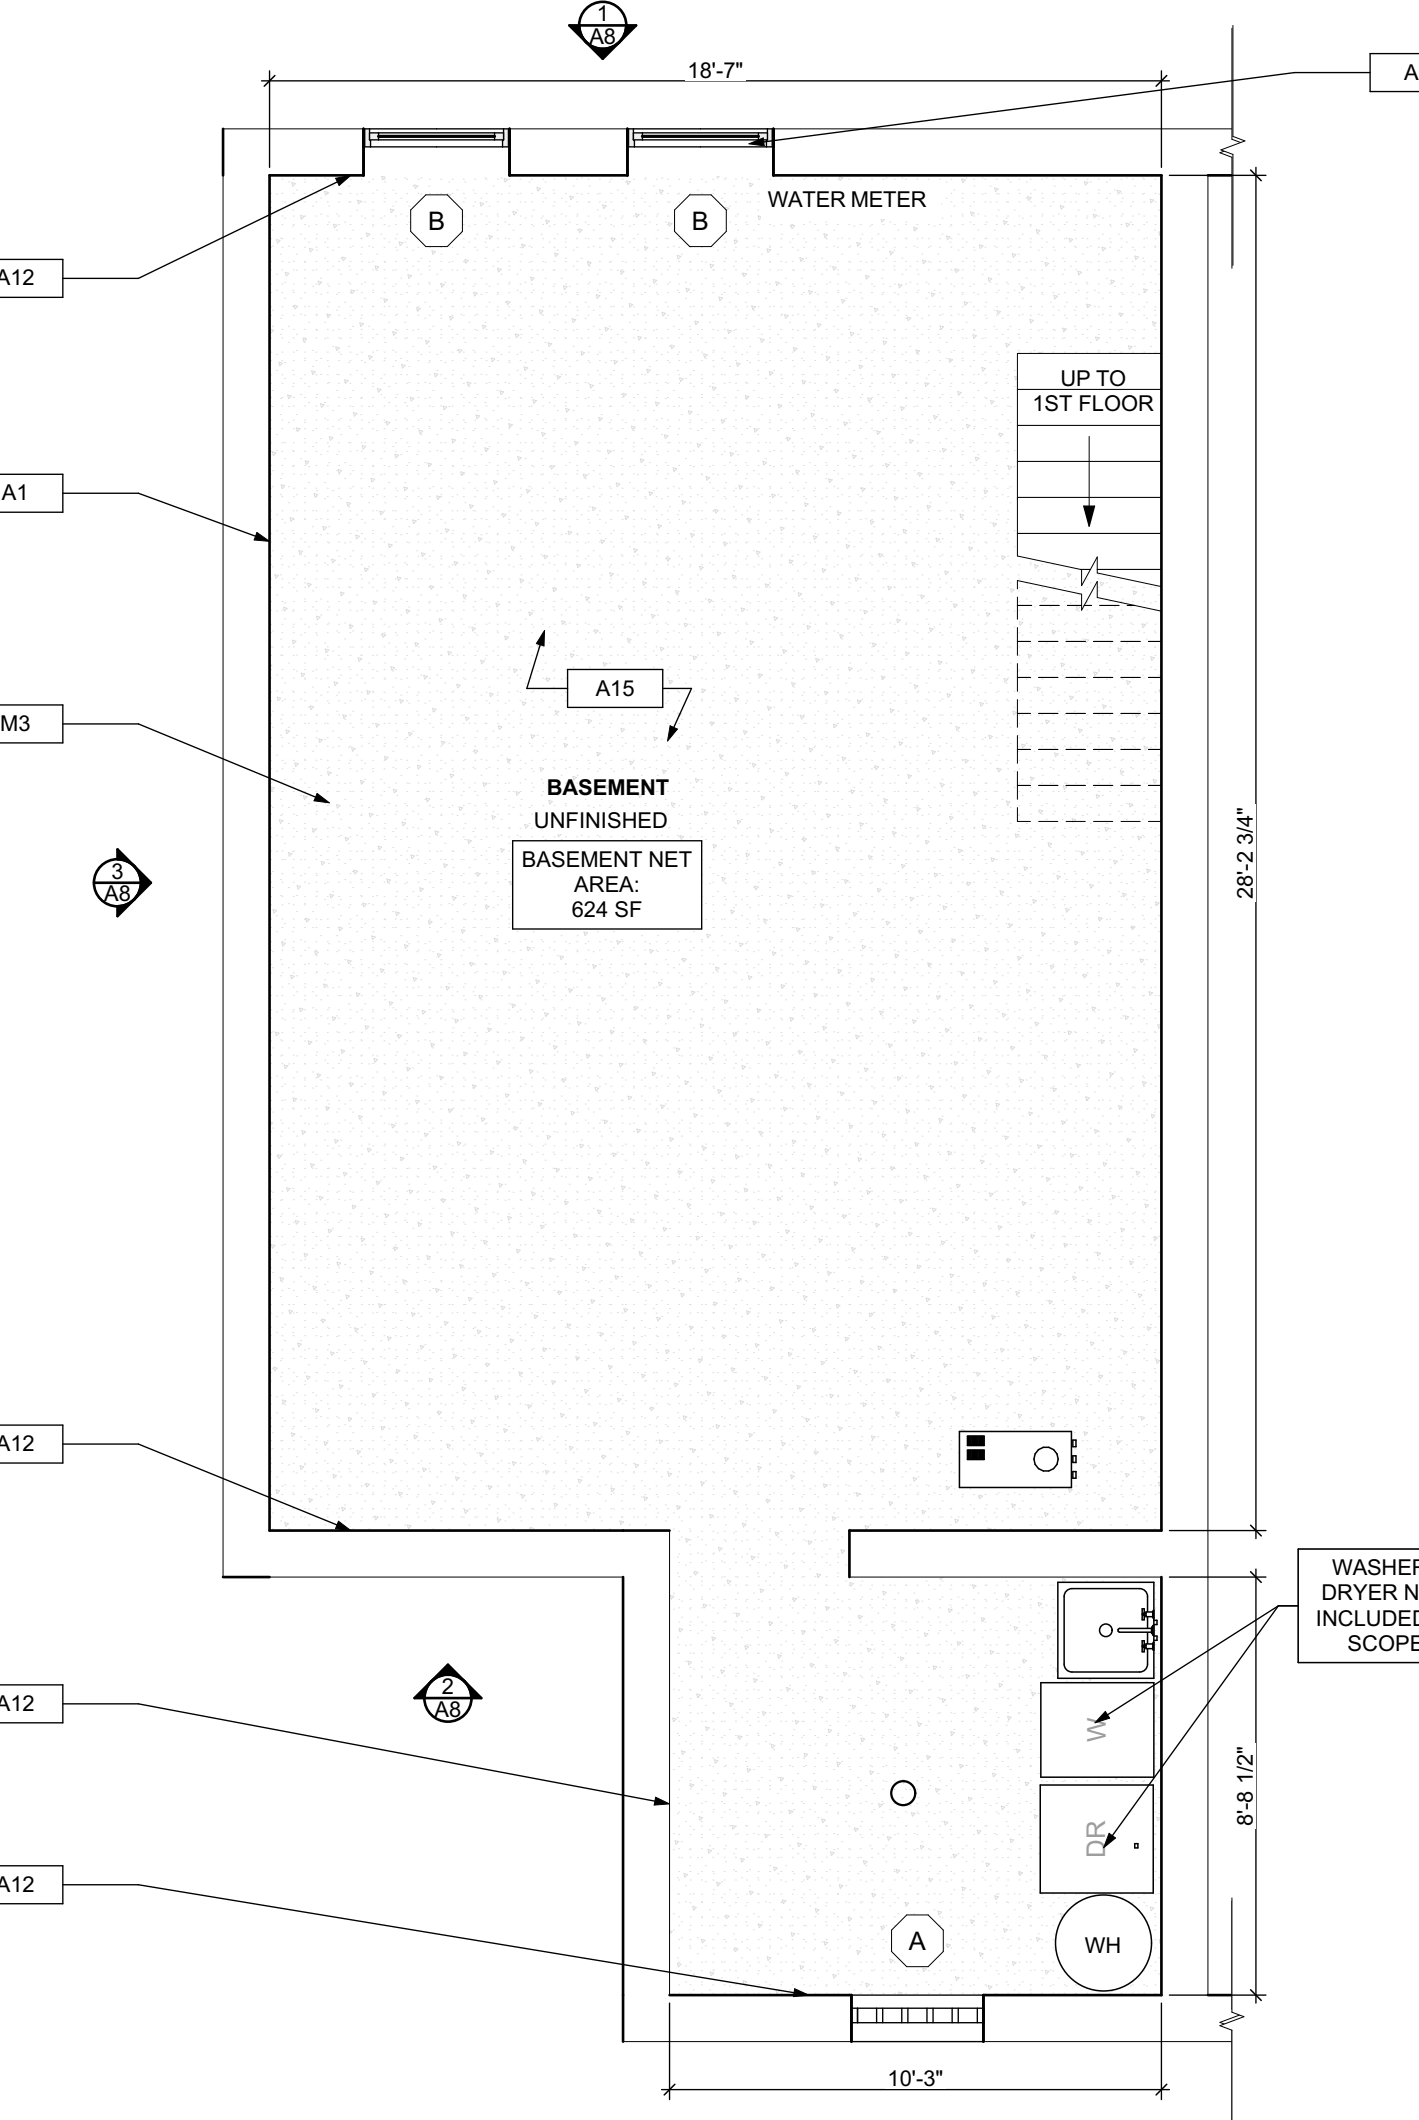 1
A8
18'-7"
A
WATER METER
B
B
A12
UP TO
1ST FLOOR
A1
A15
M3
BASEMENT
UNFINISHED
BASEMENT NET
AREA:
624 SF
28'-2 3/4"
3
A8
A12
WASHER
DRYER N
INCLUDED
SCOPE
A12
2
A8
W
8'-8 1/2"
DR
A12
A
WH
10'-3"